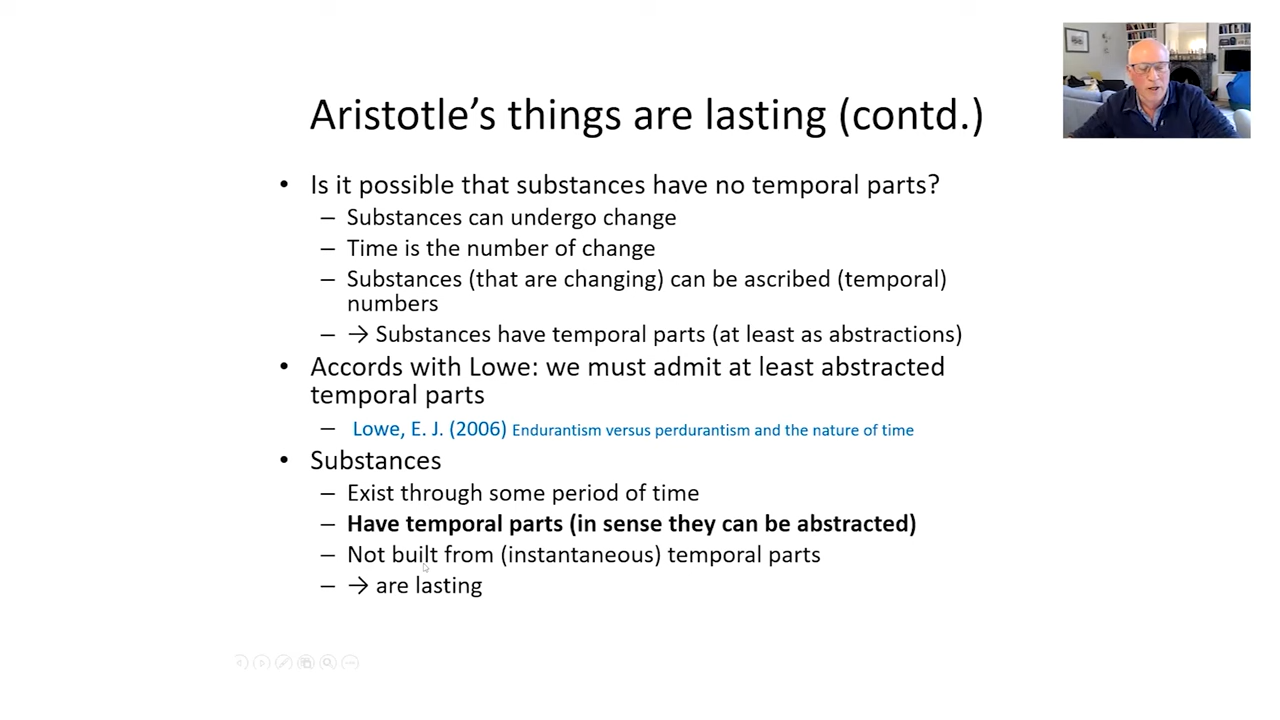 Aristotle's things are lasting (contd.)
• Is it possible that substances have no temporal parts?
– Substances can undergo change
– Time is the number of change
– Substances (that are changing) can be ascribed (temporal)
numbers
– → Substances have temporal parts (at least as abstractions)
• Accords with Lowe: we must admit at least abstracted
temporal parts
– Lowe, E. J. (2006) Endurantism versus perdurantism and the nature of time
• Substances
– Exist through some period of time
– Have temporal parts (in sense they can be abstracted)
– Not built from (instantaneous) temporal parts
– → are lasting